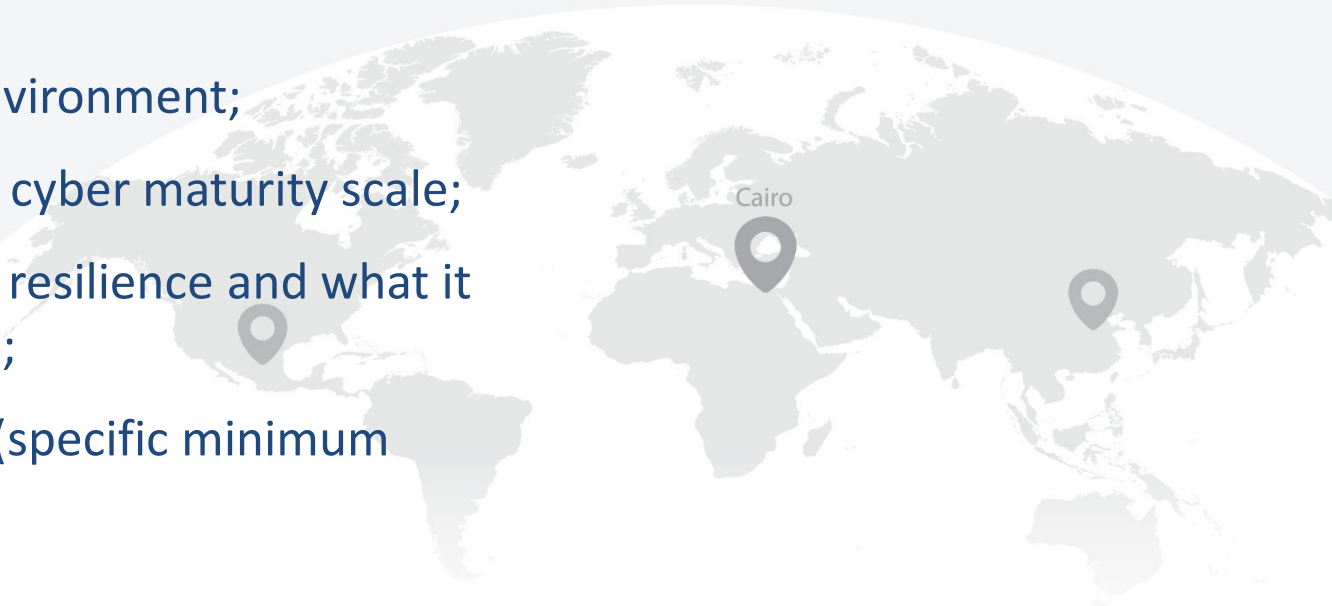 vironment;
cyber maturity scale;
Cairo
resilience and what it
;
(specific minimum